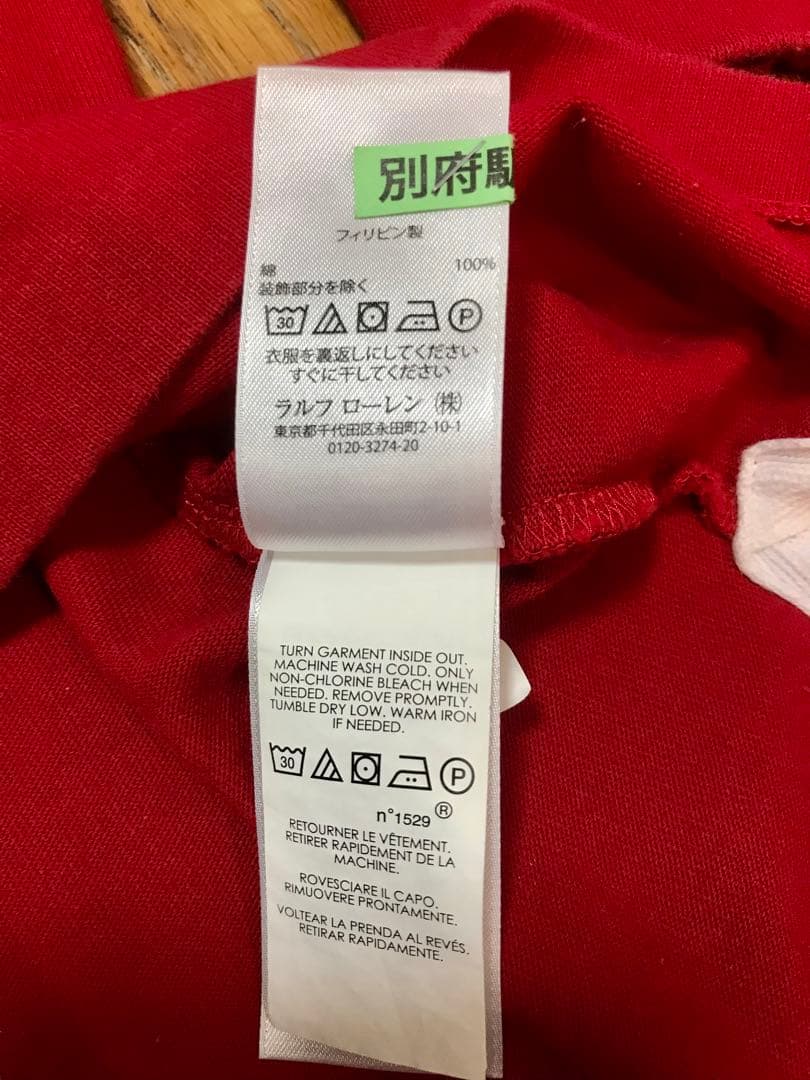 別府駅
フィリピン製
綿 100%
装飾部分を除く
30 P
衣服を裏返しにしてください
すぐに干してください
ラルフ ローレン (株)
東京都千代田区永田町2-10-1
0120-3274-20
TURN GARMENT INSIDE OUT.
MACHINE WASH COLD. ONLY
NON-CHLORINE BLEACH WHEN
NEEDED. REMOVE PROMPTLY.
TUMBLE DRY LOW. WARM IRON
IF NEEDED.
30 P
n°1529 ®
RETOURNER LE VÊTEMENT.
RETIRER RAPIDEMENT DE LA
MACHINE.
ROVESCIARE IL CAPO.
RIMUOVERE PRONTAMENTE.
VOLTEAR LA PRENDA AL REVÉS.
RETIRAR RAPIDAMENTE.